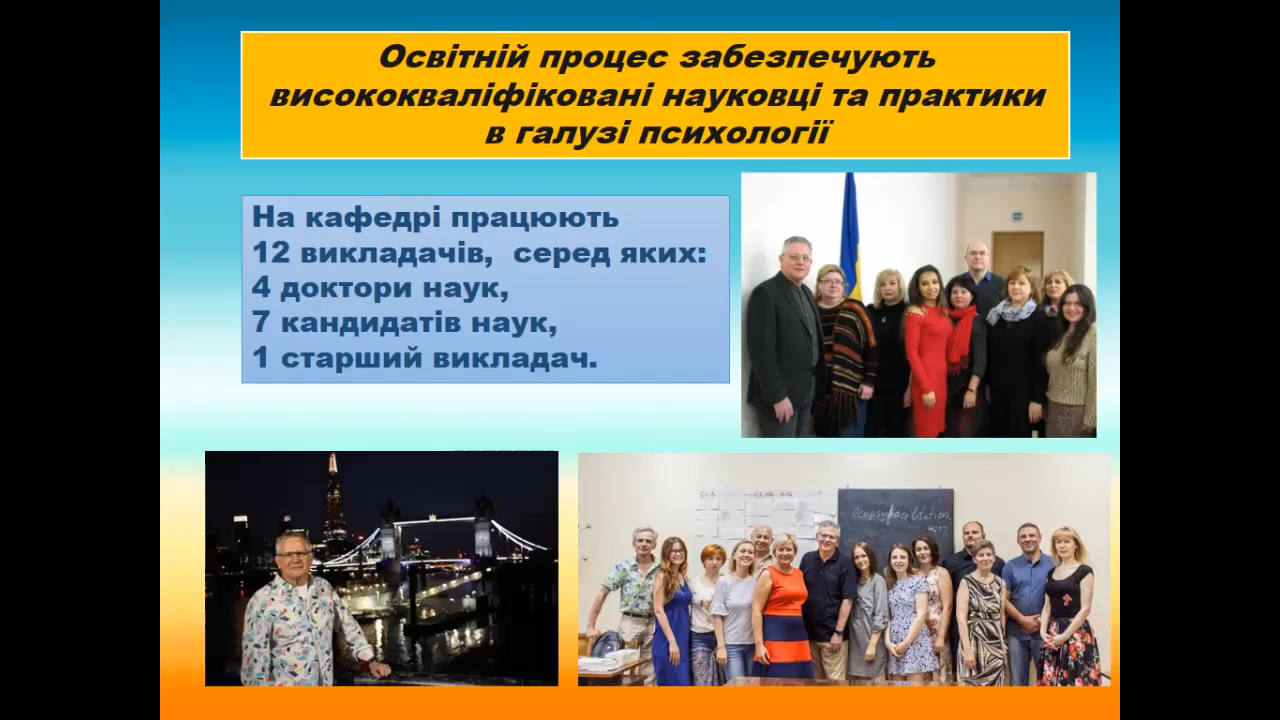 Освітній процес забезпечують
висококваліфіковані науковці та практики
в галузі психології
На кафедрі працюють
12 викладачів, серед яких:
4 доктори наук,
7 кандидатів наук,
1 старший викладач.